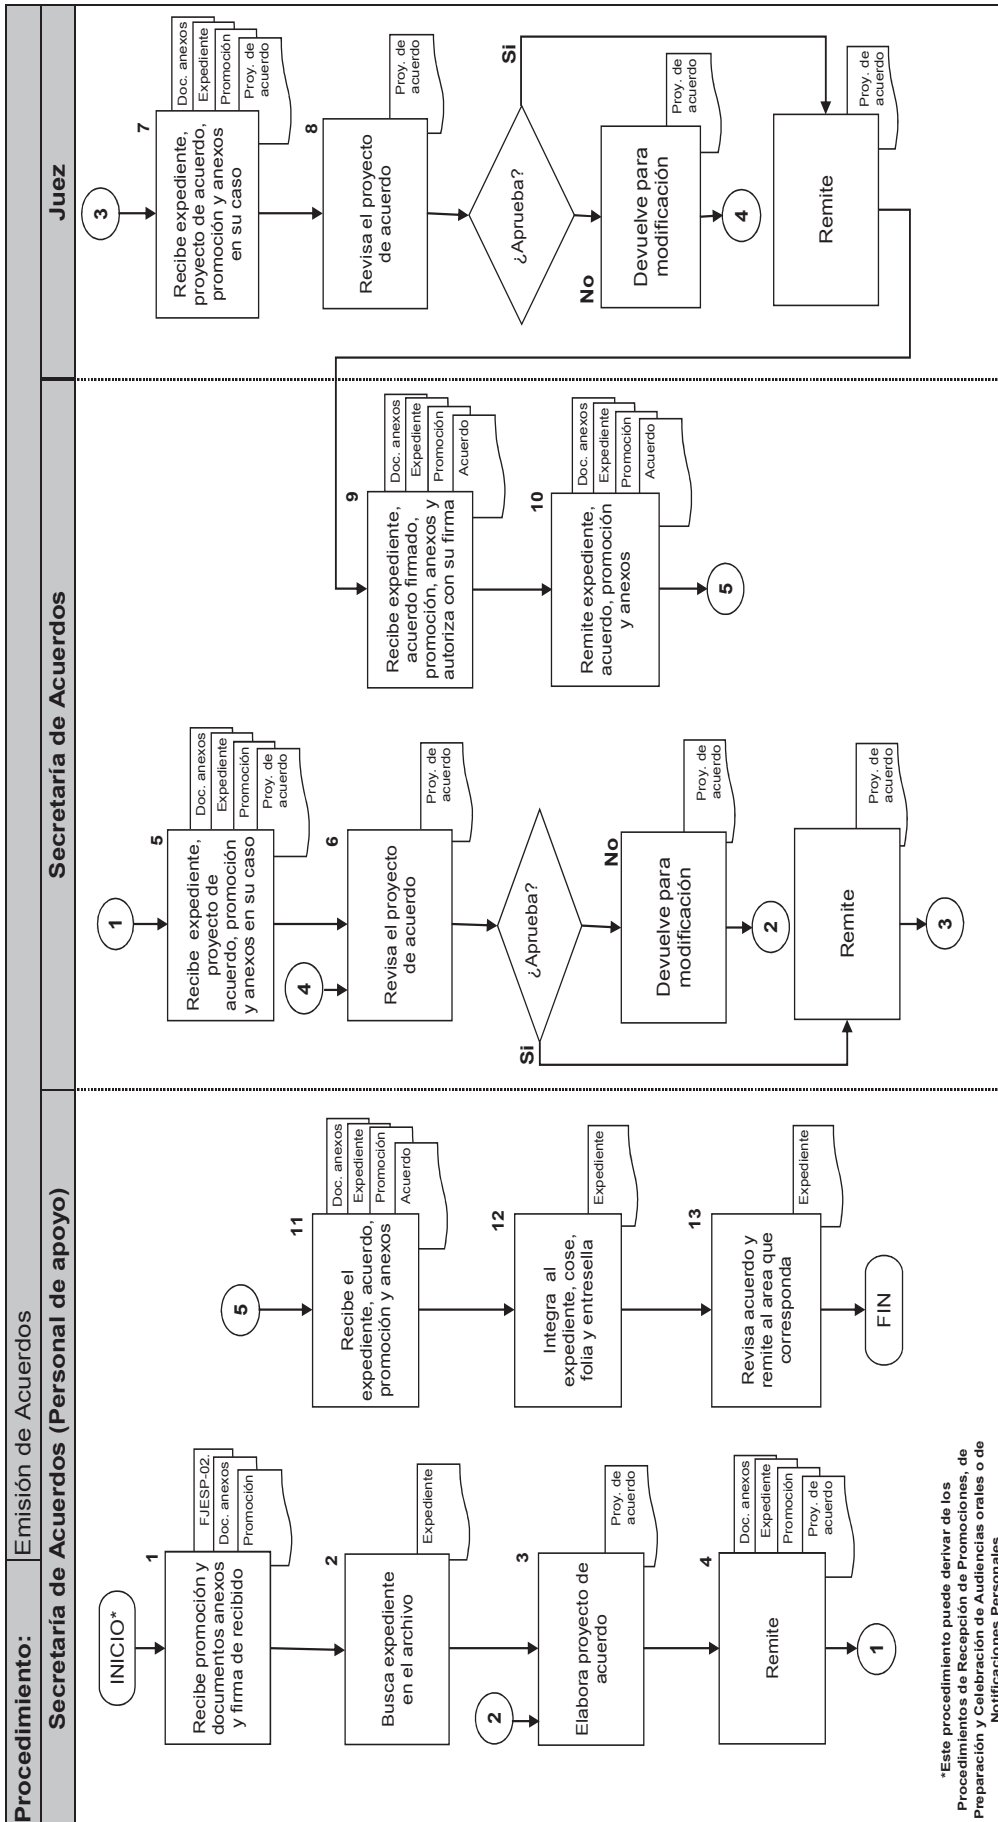 Procedimiento:
Emisión de Acuerdos
Secretaría de Acuerdos (Personal de apoyo)
Secretaría de Acuerdos
Juez
INICIO*
1
Recibe promoción y
documentos anexos
y firma de recibido
FJESP-02.
Doc. anexos
Promoción
2
Busca expediente
en el archivo
Expediente
2
3
Elabora proyecto de
acuerdo
Proy. de
acuerdo
4
Remite
Doc. anexos
Expediente
Promoción
Proy. de
acuerdo
1
*Este procedimiento puede derivar de los
Procedimientos de Recepción de Promociones, de
Preparación y Celebración de Audiencias orales o de
Notificaciones Personales
5
11
Recibe el
expediente, acuerdo,
promoción y anexos
Doc. anexos
Expediente
Promoción
Acuerdo
12
Integra al
expediente, cose,
folia y entresella
Expediente
13
Revisa acuerdo y
remite al area que
corresponda
Expediente
FIN
1
5
Recibe expediente,
proyecto de
acuerdo, promoción
y anexos en su caso
Doc. anexos
Expediente
Promoción
Proy. de
acuerdo
4
6
Revisa el proyecto
de acuerdo
Proy. de
acuerdo
¿Aprueba?
Si
No
Devuelve para
modificación
Proy. de
acuerdo
2
Remite
Proy. de
acuerdo
3
9
Recibe expediente,
acuerdo firmado,
promoción, anexos y
autoriza con su firma
Doc. anexos
Expediente
Promoción
Acuerdo
10
Remite expediente,
acuerdo, promoción
y anexos
Doc. anexos
Expediente
Promoción
Acuerdo
5
3
7
Recibe expediente,
proyecto de acuerdo,
promoción y anexos
en su caso
Doc. anexos
Expediente
Promoción
Proy. de
acuerdo
8
Revisa el proyecto
de acuerdo
Proy. de
acuerdo
¿Aprueba?
Si
No
Devuelve para
modificación
Proy. de
acuerdo
4
Remite
Proy. de
acuerdo